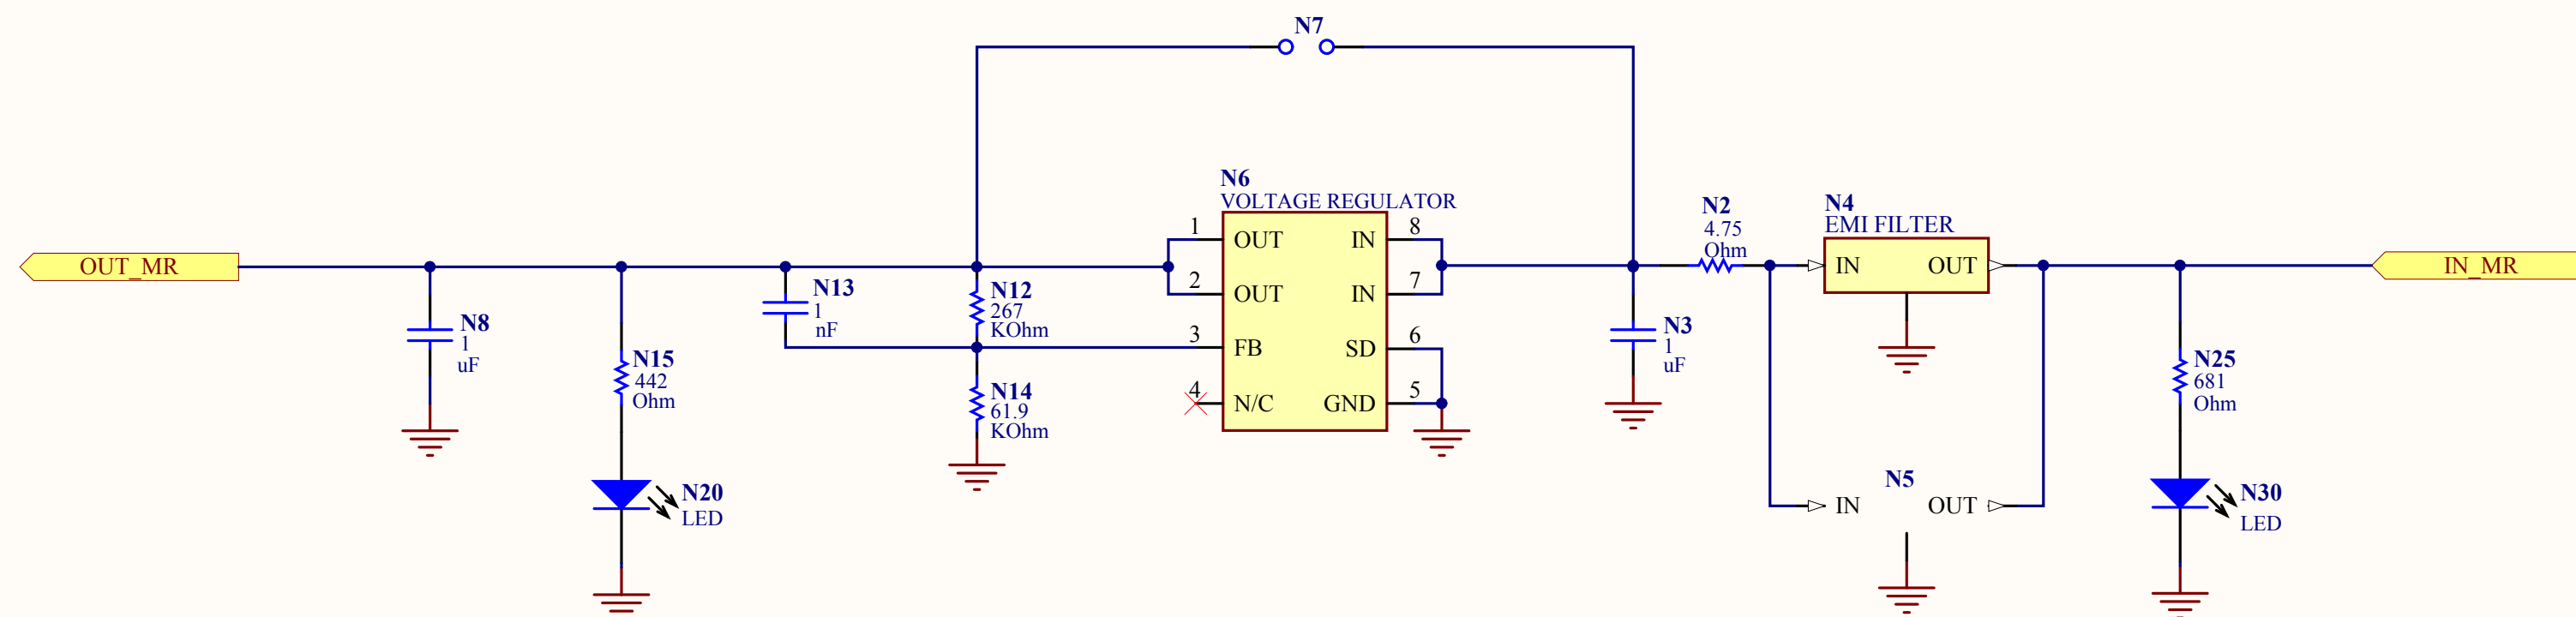 N7
N6
VOLTAGE REGULATOR
1
OUT
IN
8
2
OUT
IN
7
3
FB
SD
6
4
N/C
GND
5
OUT_MR
N8
1
uF
N15
442
Ohm
N20
LED
N13
1
nF
N12
267
KOhm
N14
61.9
KOhm
N3
1
uF
N2
4.75
Ohm
N4
EMI FILTER
IN
OUT
N5
IN
OUT
IN_MR
N25
681
Ohm
N30
LED